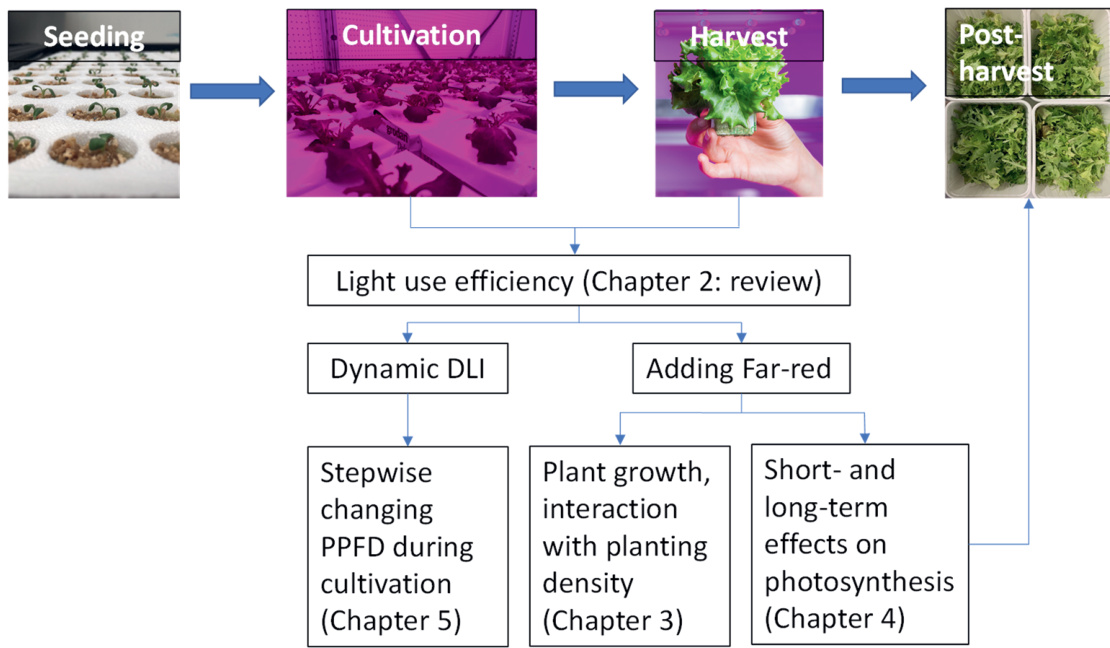 Seeding
Cultivation
Harvest
Post-
harvest
Light use efficiency (Chapter 2: review)
Dynamic DLI
Adding Far-red
Stepwise
changing
PPFD during
cultivation
(Chapter 5)
Plant growth,
interaction
with planting
density
(Chapter 3)
Short- and
long-term
effects on
photosynthesis
(Chapter 4)